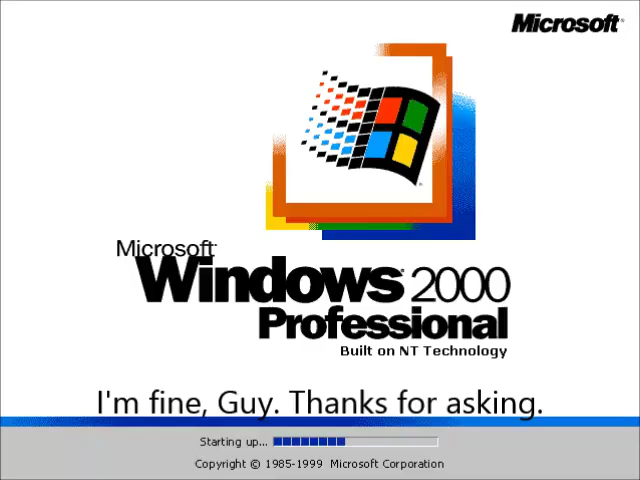 Microsoft
Microsoft
Windows 2000
Professional
Built on NT Technology
I'm fine, Guy. Thanks for asking.
Starting up...
Copyright © 1985-1999 Microsoft Corporation